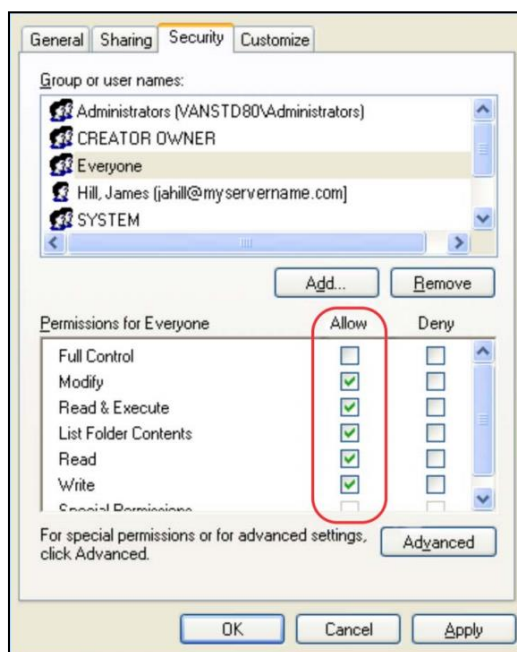 General Sharing Security Customize
Group or user names:
Administrators (VANSTD80\Administrators)
CREATOR OWNER
Everyone
Hill, James (jahill@myservername.com)
SYSTEM
Add... Remove
Permissions for Everyone Allow Deny
Full Control
Modify
Read & Execute
List Folder Contents
Read
Write
Special Permissions
For special permissions or for advanced settings, Advanced
click Advanced.
OK Cancel Apply